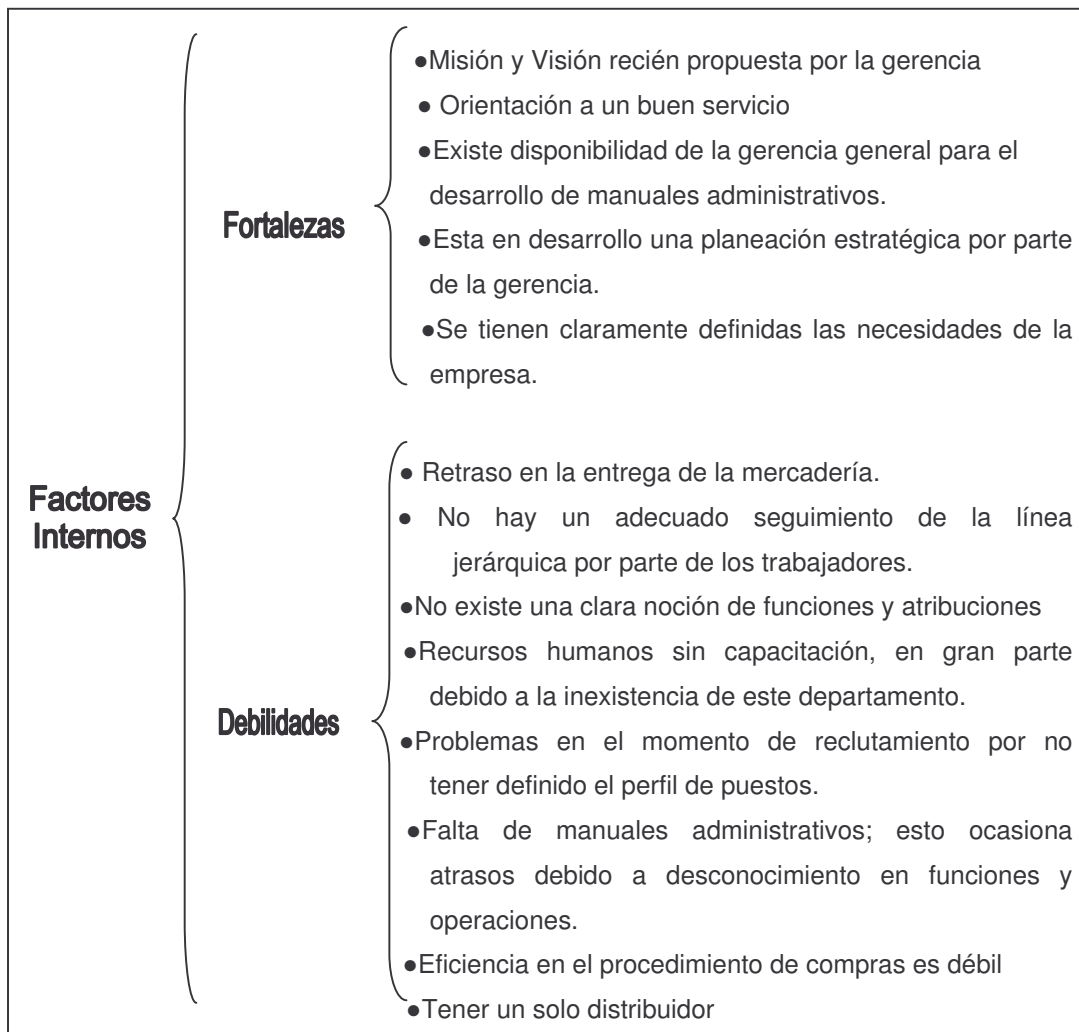 Factores
Internos
Fortalezas
●Misión y Visión recién propuesta por la gerencia
● Orientación a un buen servicio
●Existe disponibilidad de la gerencia general para el
desarrollo de manuales administrativos.
●Esta en desarrollo una planeación estratégica por parte
de la gerencia.
●Se tienen claramente definidas las necesidades de la
empresa.
Debilidades
● Retraso en la entrega de la mercadería.
● No hay un adecuado seguimiento de la línea
jerárquica por parte de los trabajadores.
●No existe una clara noción de funciones y atribuciones
●Recursos humanos sin capacitación, en gran parte
debido a la inexistencia de este departamento.
●Problemas en el momento de reclutamiento por no
tener definido el perfil de puestos.
●Falta de manuales administrativos; esto ocasiona
atrasos debido a desconocimiento en funciones y
operaciones.
●Eficiencia en el procedimiento de compras es débil
●Tener un solo distribuidor